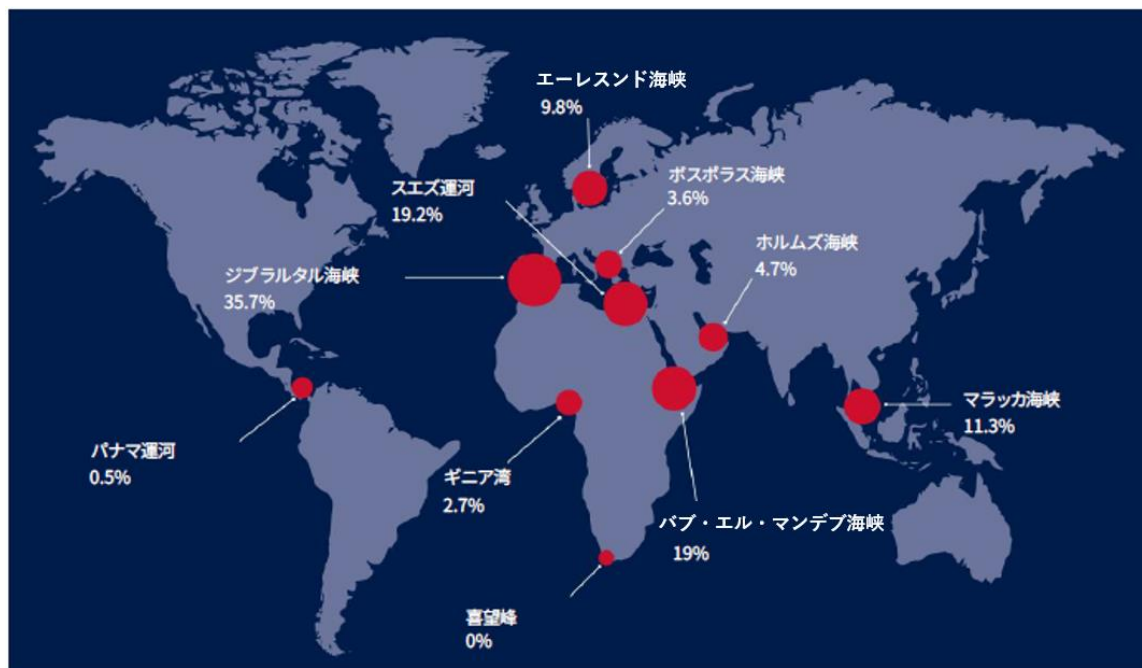 エーレスンド海峡
9.8%
ボスポラス海峡
3.6%
スエズ運河
19.2%
ホルムズ海峡
4.7%
ジブラルタル海峡
35.7%
マラッカ海峡
11.3%
パナマ運河
0.5%
ギニア湾
2.7%
バブ・エル・マンデブ海峡
19%
喜望峰
0%